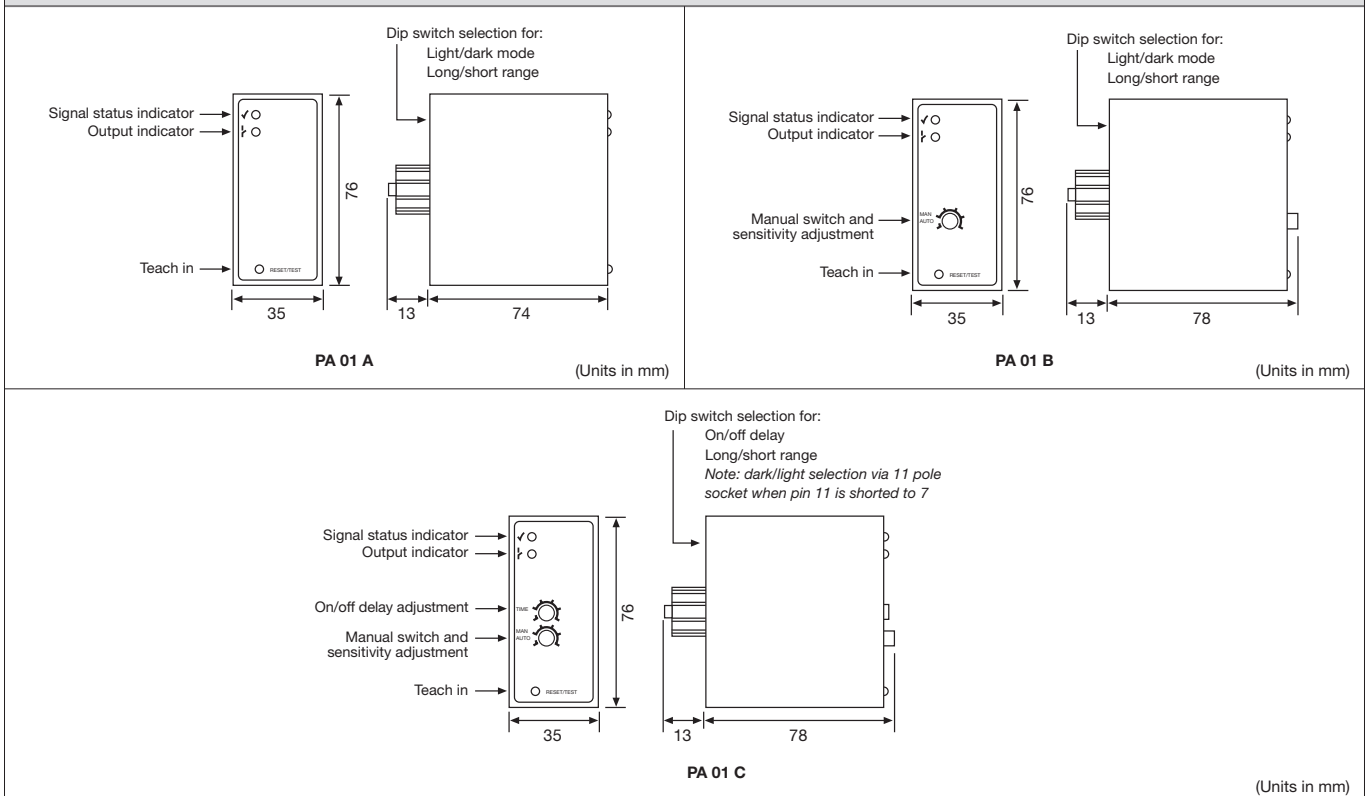 Dip switch selection for:
Light/dark mode
Long/short range
Signal status indicator
Output indicator
Teach in
RESET/TEST
76
35
13
74
PA 01 A
(Units in mm)
Dip switch selection for:
Light/dark mode
Long/short range
Signal status indicator
Output indicator
Manual switch and
sensitivity adjustment
MAN
AUTO
Teach in
RESET/TEST
76
35
13
78
PA 01 B
(Units in mm)
Dip switch selection for:
On/off delay
Long/short range
Note: dark/light selection via 11 pole
socket when pin 11 is shorted to 7
Signal status indicator
Output indicator
On/off delay adjustment
TIME
Manual switch and
sensitivity adjustment
MAN
AUTO
Teach in
RESET/TEST
76
35
13
78
PA 01 C
(Units in mm)